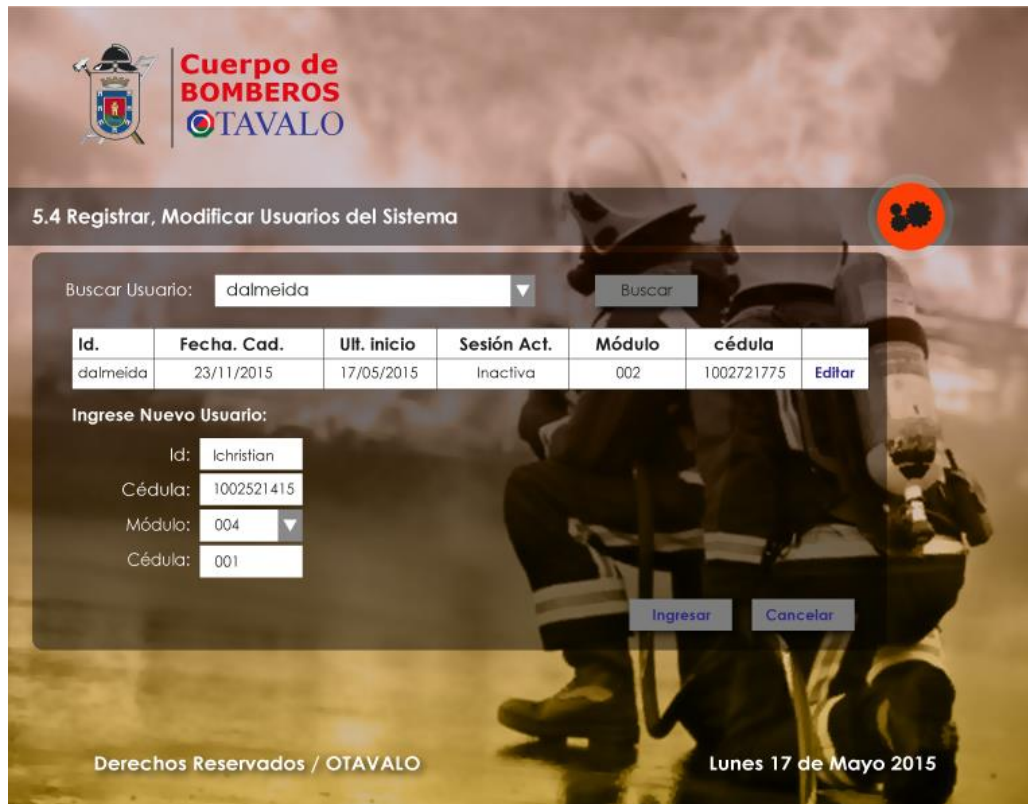 Cuerpo de
BOMBEROS
OTAVALO
5.4 Registrar, Modificar Usuarios del Sistema
Buscar Usuario: dalmeida Buscar
Id. Fecha. Cad. Ult. inicio Sesión Act. Módulo cédula
dalmeida 23/11/2015 17/05/2015 Inactiva 002 1002721775 Editar
Ingrese Nuevo Usuario:
Id: lchristian
Cédula: 1002521415
Módulo: 004
Cédula: 001
Ingresar Cancelar
Derechos Reservados / OTAVALO Lunes 17 de Mayo 2015